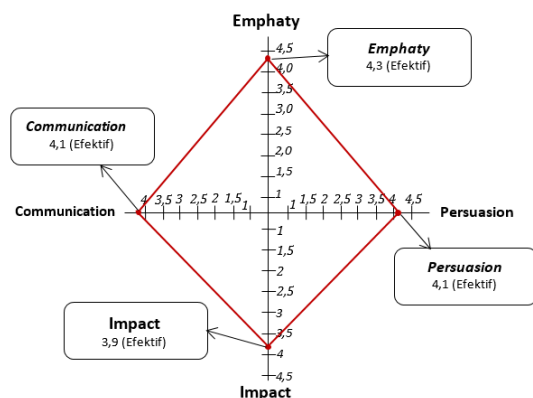 Emphaty
4,5
4,0
3,5
3,0
2,5
2,0
1,5
1
Emphaty
4,3 (Efektif)
Communication
4,1 (Efektif)
Communication
4 3,5 3 2,5 2 1,5 1
1 1,5 2 2,5 3 3,5 4 4,5
Persuasion
1
1,5
2
2,5
3
3,5
4
4,5
Persuasion
4,1 (Efektif)
Impact
3,9 (Efektif)
Impact